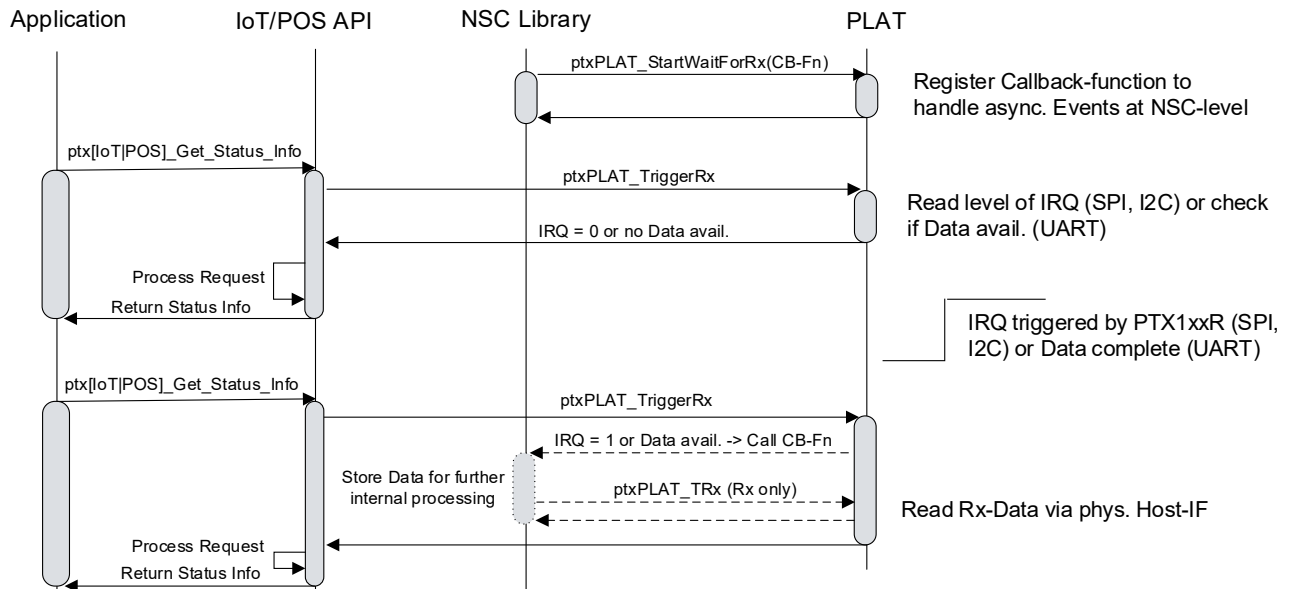 Application
IoT/POS API
NSC Library
PLAT
ptxPLAT_StartWaitForRx(CB-Fn)
Register Callback-function to
handle async. Events at NSC-level
ptx[IoT|POS]_Get_Status_Info
ptxPLAT_TriggerRx
Read level of IRQ (SPI, I2C) or check
if Data avail. (UART)
IRQ = 0 or no Data avail.
Process Request
Return Status Info
IRQ triggered by PTX1xxR (SPI,
I2C) or Data complete (UART)
ptx[IoT|POS]_Get_Status_Info
ptxPLAT_TriggerRx
IRQ = 1 or Data avail. -> Call CB-Fn
Store Data for further
internal processing
ptxPLAT_TRx (Rx only)
Read Rx-Data via phys. Host-IF
Process Request
Return Status Info